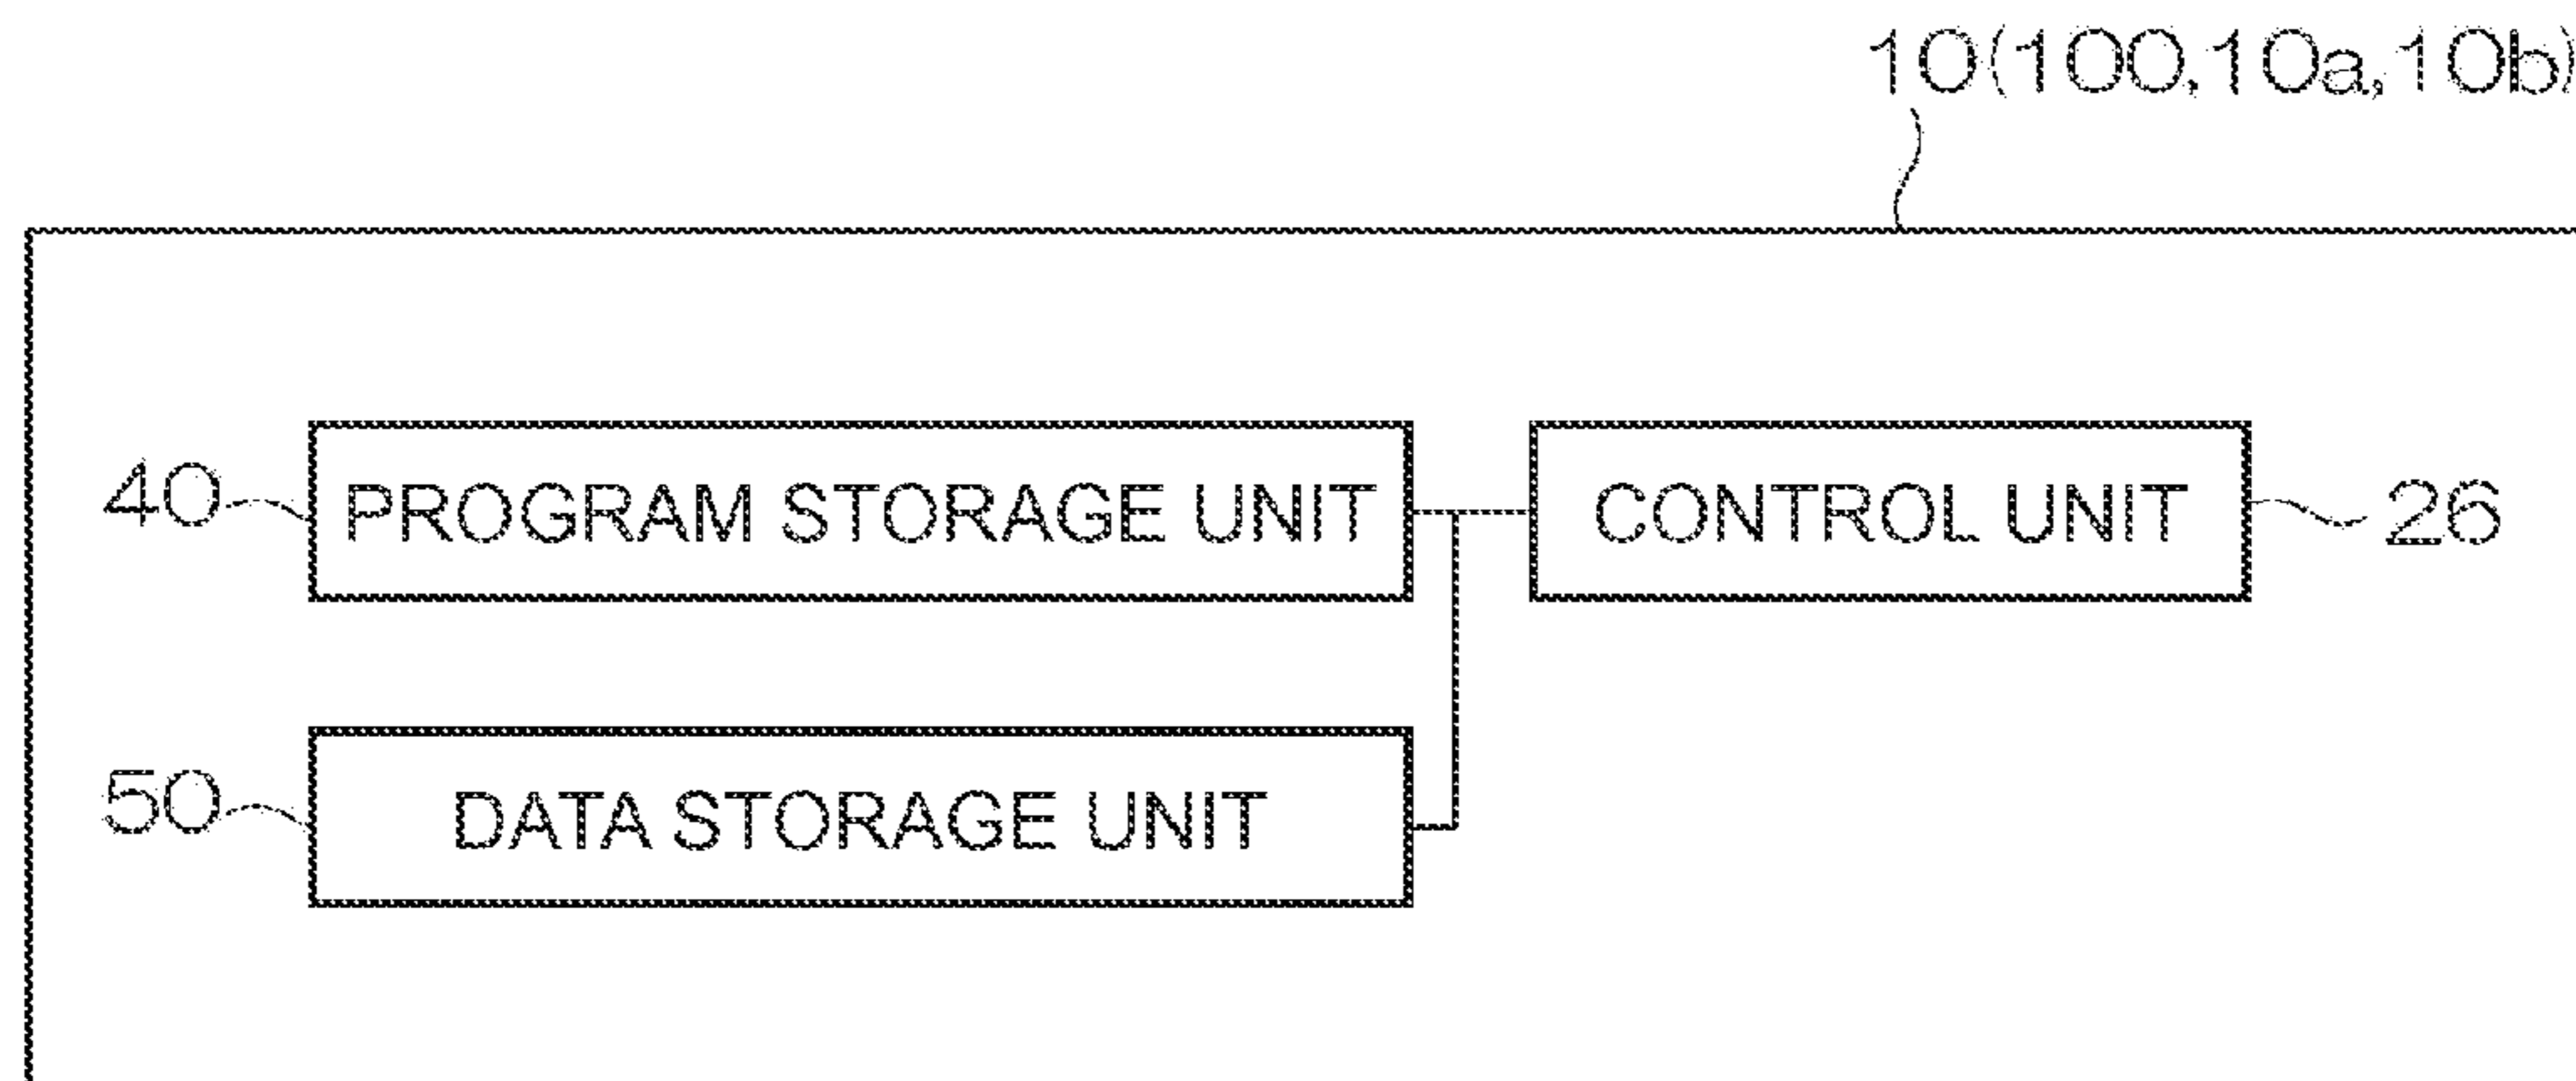 10(100,10a,10b)
40 PROGRAM STORAGE UNIT CONTROL UNIT 26
50 DATA STORAGE UNIT